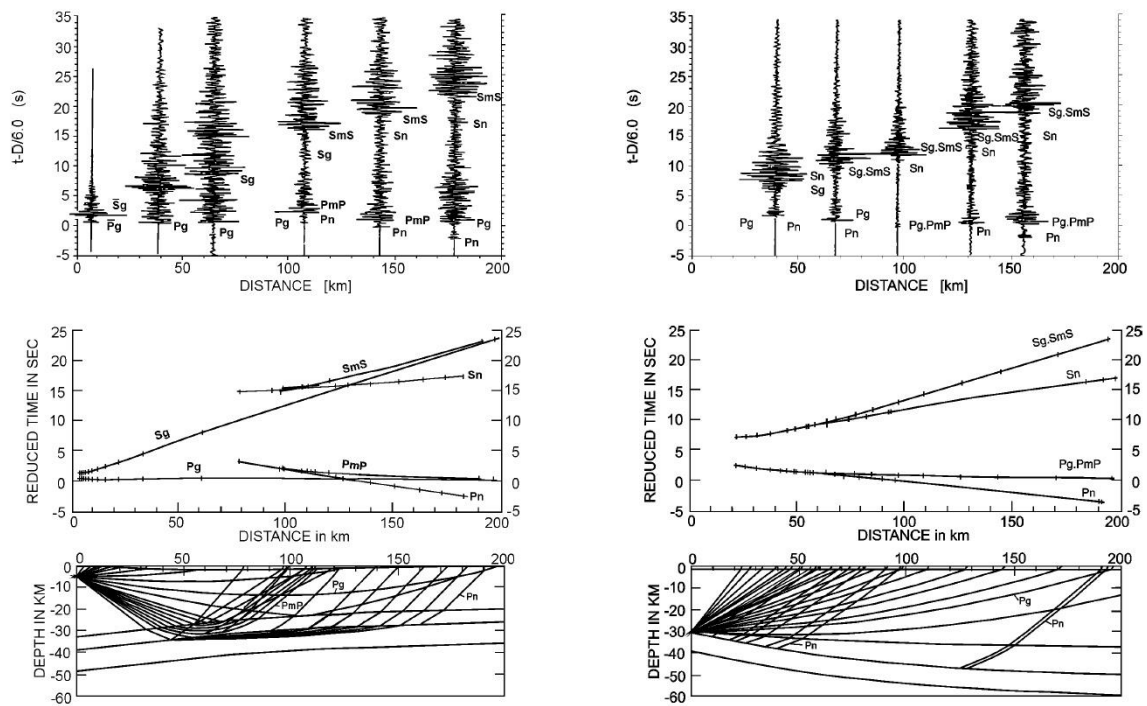 35
30
25
20
15
10
5
0
-5
t-D/6.0 (s)
Sg
Pg
Pg
Sg
Pg
SmS
Sg
PmP
Pn
Pg
SmS
Sn
PmP
Pn
SmS
Sn
Pg
Pn
0 50 100 150 200
DISTANCE [km]
35
30
25
20
15
10
5
0
-5
t-D/6.0 (s)
Sn
Sg
Pg
Pn
Sg.SmS
Pg
Pn
Sg.SmS
Sn
Pg.PmP
Sg.SmS
Sn
Pn
Sg.SmS
Sn
Pg.PmP
Pn
0 50 100 150 200
DISTANCE [km]
25 25
20 20
15 15
10 10
5 5
0 0
-5 -5
REDUCED TIME IN SEC
SmS
Sn
Sg
Pg
PmP
Pn
0 50 100 150 200
DISTANCE in km
25 25
20 20
15 15
10 10
5 5
0 0
-5 -5
REDUCED TIME IN SEC
Sg.SmS
Sn
Pg.PmP
Pn
0 50 100 150 200
DISTANCE in km
0 50 100 150 200
0
-10
-20
-30
-40
-50
-60
DEPTH IN KM
Pg
PmP
Pn
0 50 100 150 200
0
-10
-20
-30
-40
-50
-60
DEPTH IN KM
Pg
Pn
Pn